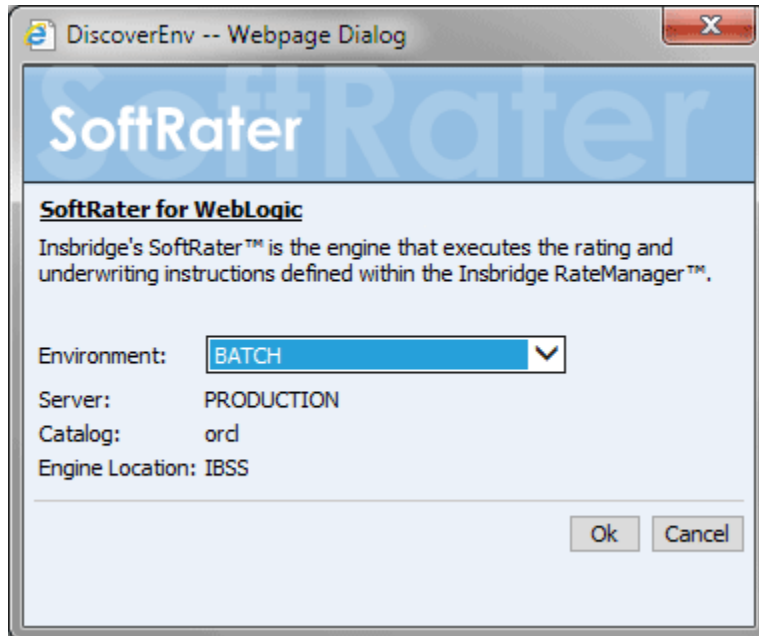 DiscoverEnv -- Webpage Dialog
SoftRater
SoftRater
SoftRater for WebLogic
Insbridge's SoftRater™ is the engine that executes the rating and
underwriting instructions defined within the Insbridge RateManager™.
Environment: BATCH
Server: PRODUCTION
Catalog: orcl
Engine Location: IBSS
Ok Cancel